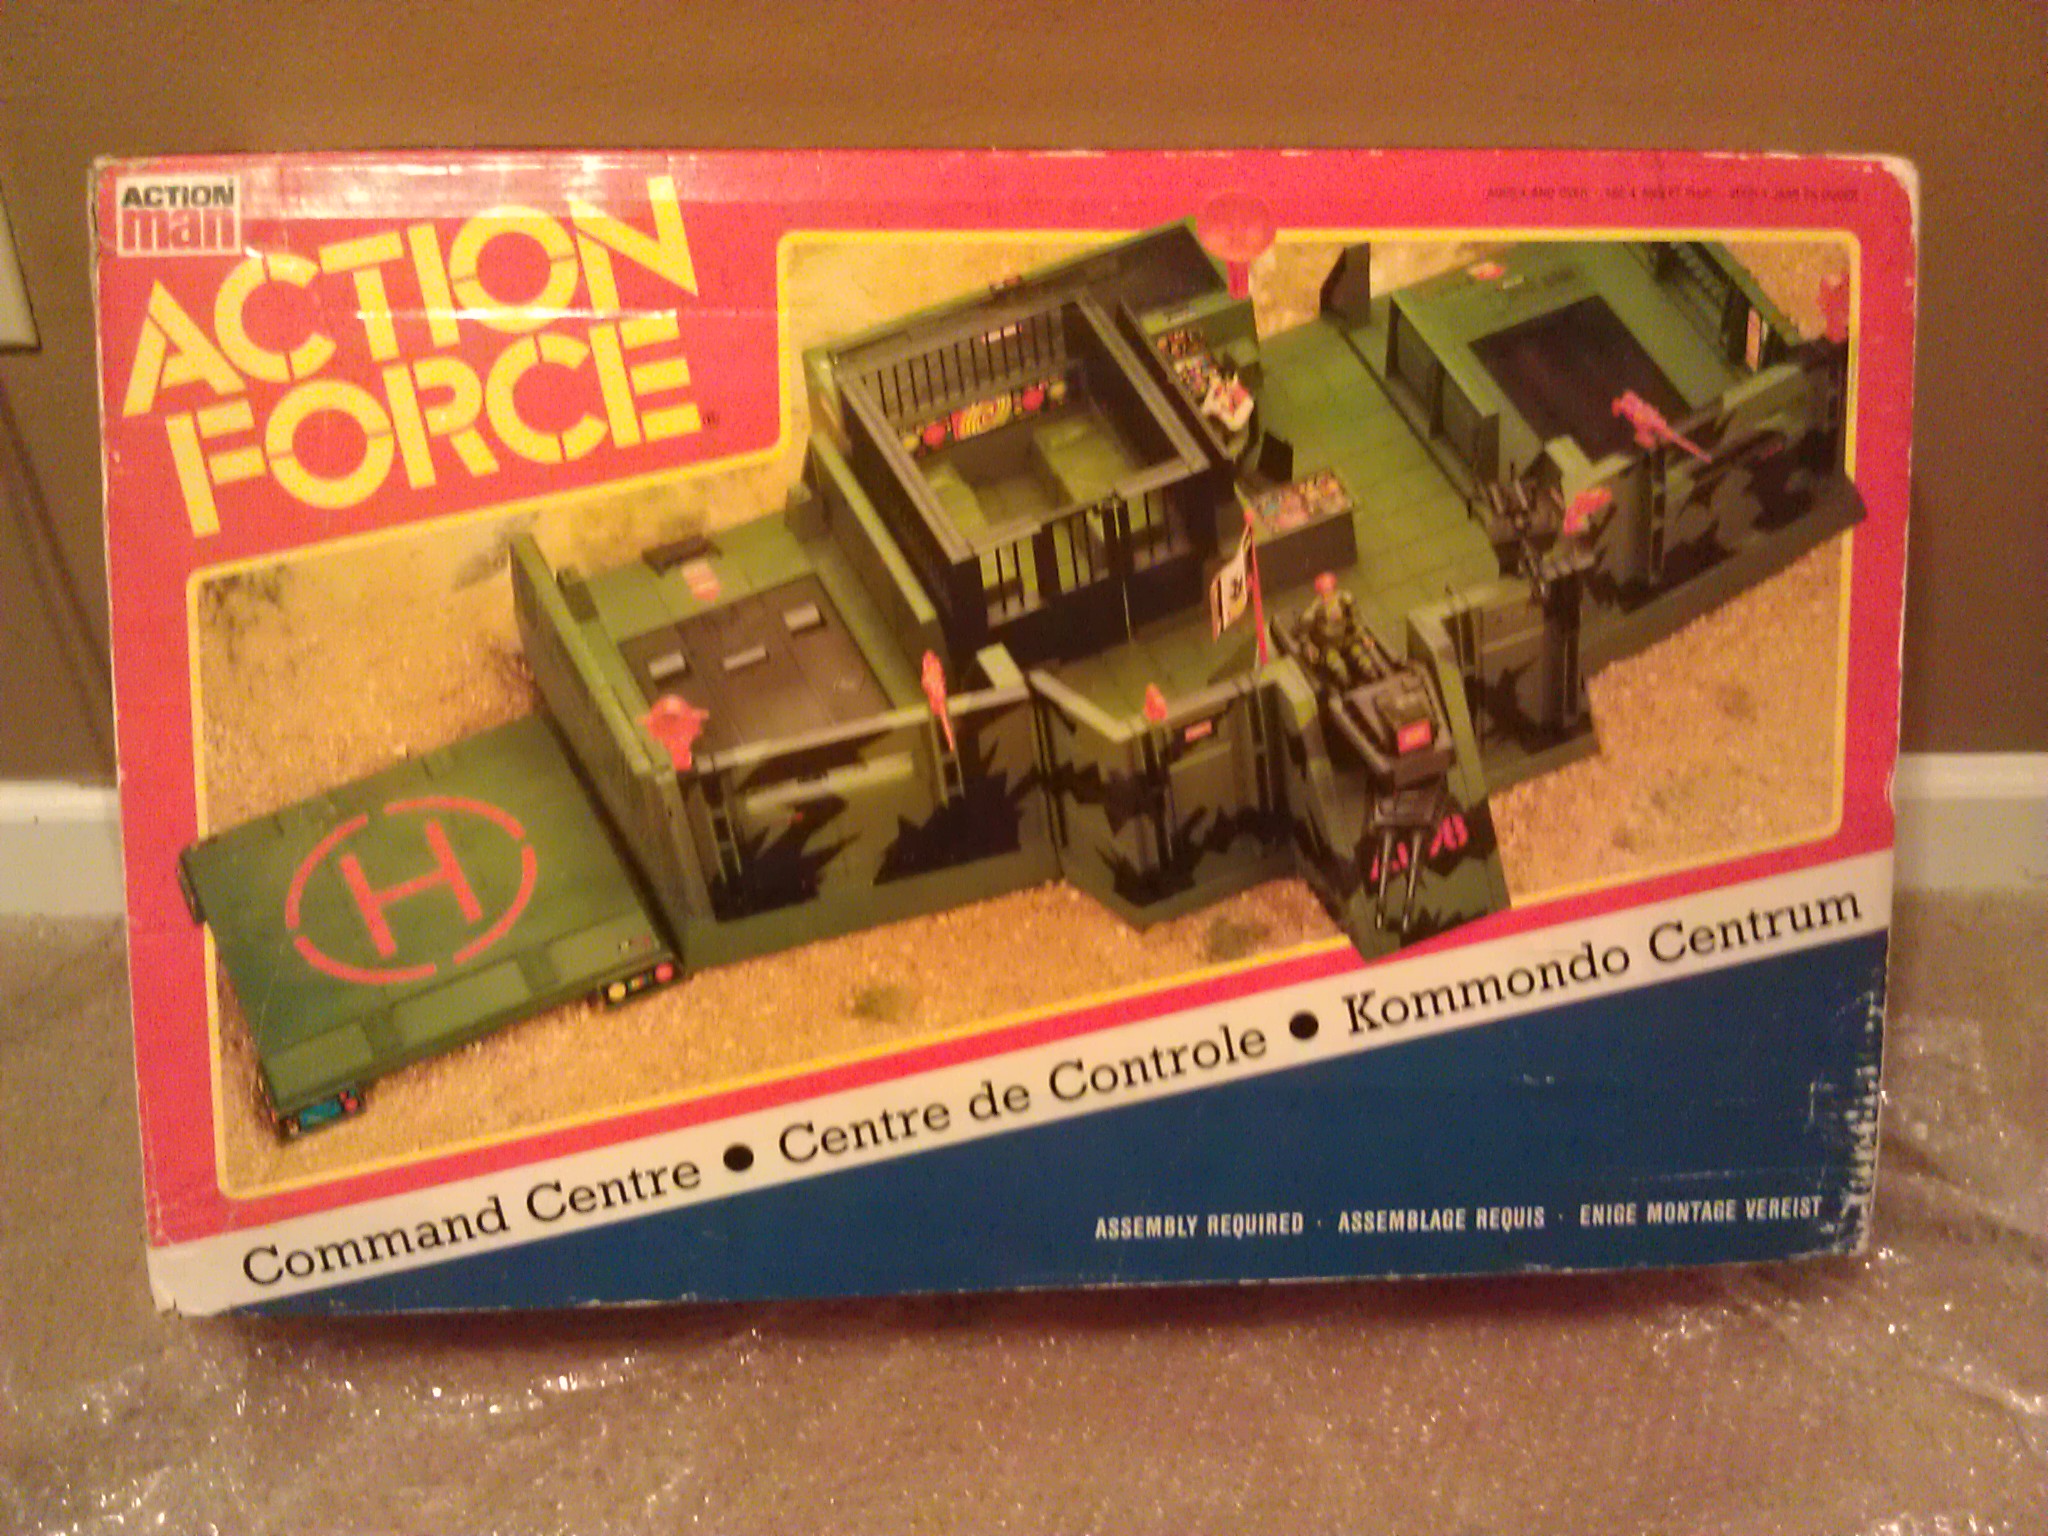 ACTION
man
ACTION
FORCE
H
Command Centre ● Centre de Controle ● Kommondo Centrum
ASSEMBLY REQUIRED · ASSEMBLAGE REQUIS · ENIGE MONTAGE VEREIST